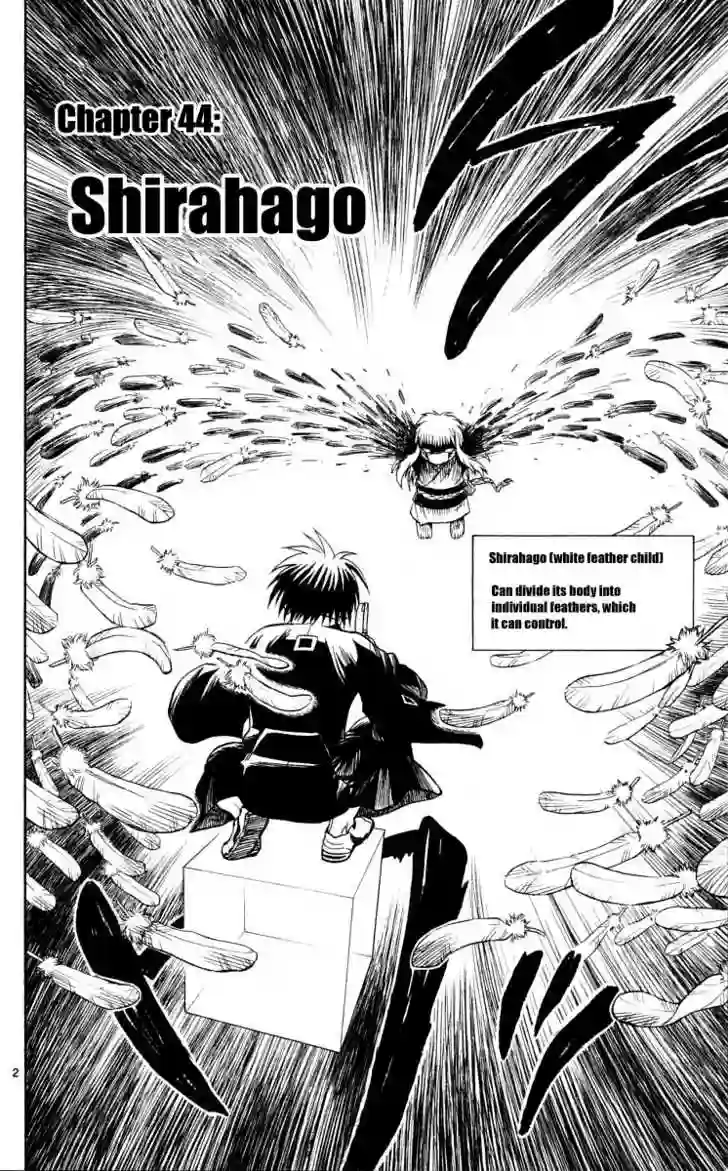 Chapter 44:
Shirahago
Shirahago (white feather child)
Can divide its body into
individual feathers, which
it can control.
2